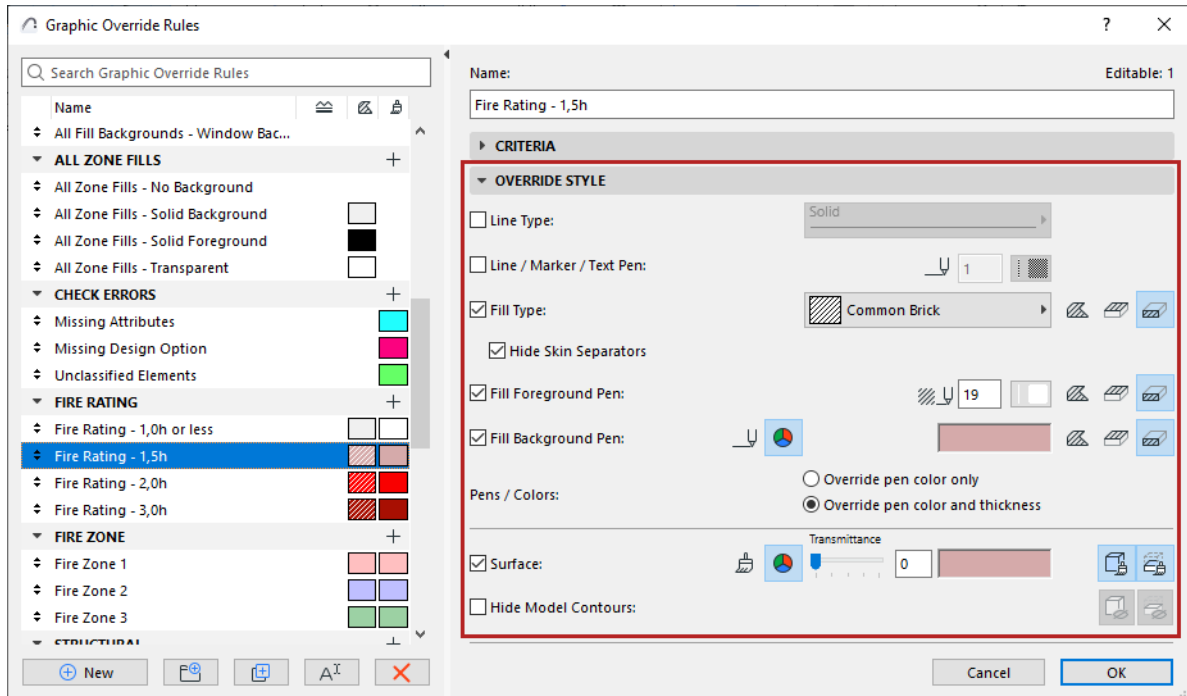 Graphic Override Rules
?
Search Graphic Override Rules
Name
All Fill Backgrounds - Window Bac...
ALL ZONE FILLS
All Zone Fills - No Background
All Zone Fills - Solid Background
All Zone Fills - Solid Foreground
All Zone Fills - Transparent
CHECK ERRORS
Missing Attributes
Missing Design Option
Unclassified Elements
FIRE RATING
Fire Rating - 1,0h or less
Fire Rating - 1,5h
Fire Rating - 2,0h
Fire Rating - 3,0h
FIRE ZONE
Fire Zone 1
Fire Zone 2
Fire Zone 3
STRUCTURAL
New
Name:
Editable: 1
Fire Rating - 1,5h
CRITERIA
OVERRIDE STYLE
Line Type:
Solid
Line / Marker / Text Pen:
1
Fill Type:
Common Brick
Hide Skin Separators
Fill Foreground Pen:
19
Fill Background Pen:
Pens / Colors:
Override pen color only
Override pen color and thickness
Surface:
Transmittance
0
Hide Model Contours:
Cancel
OK